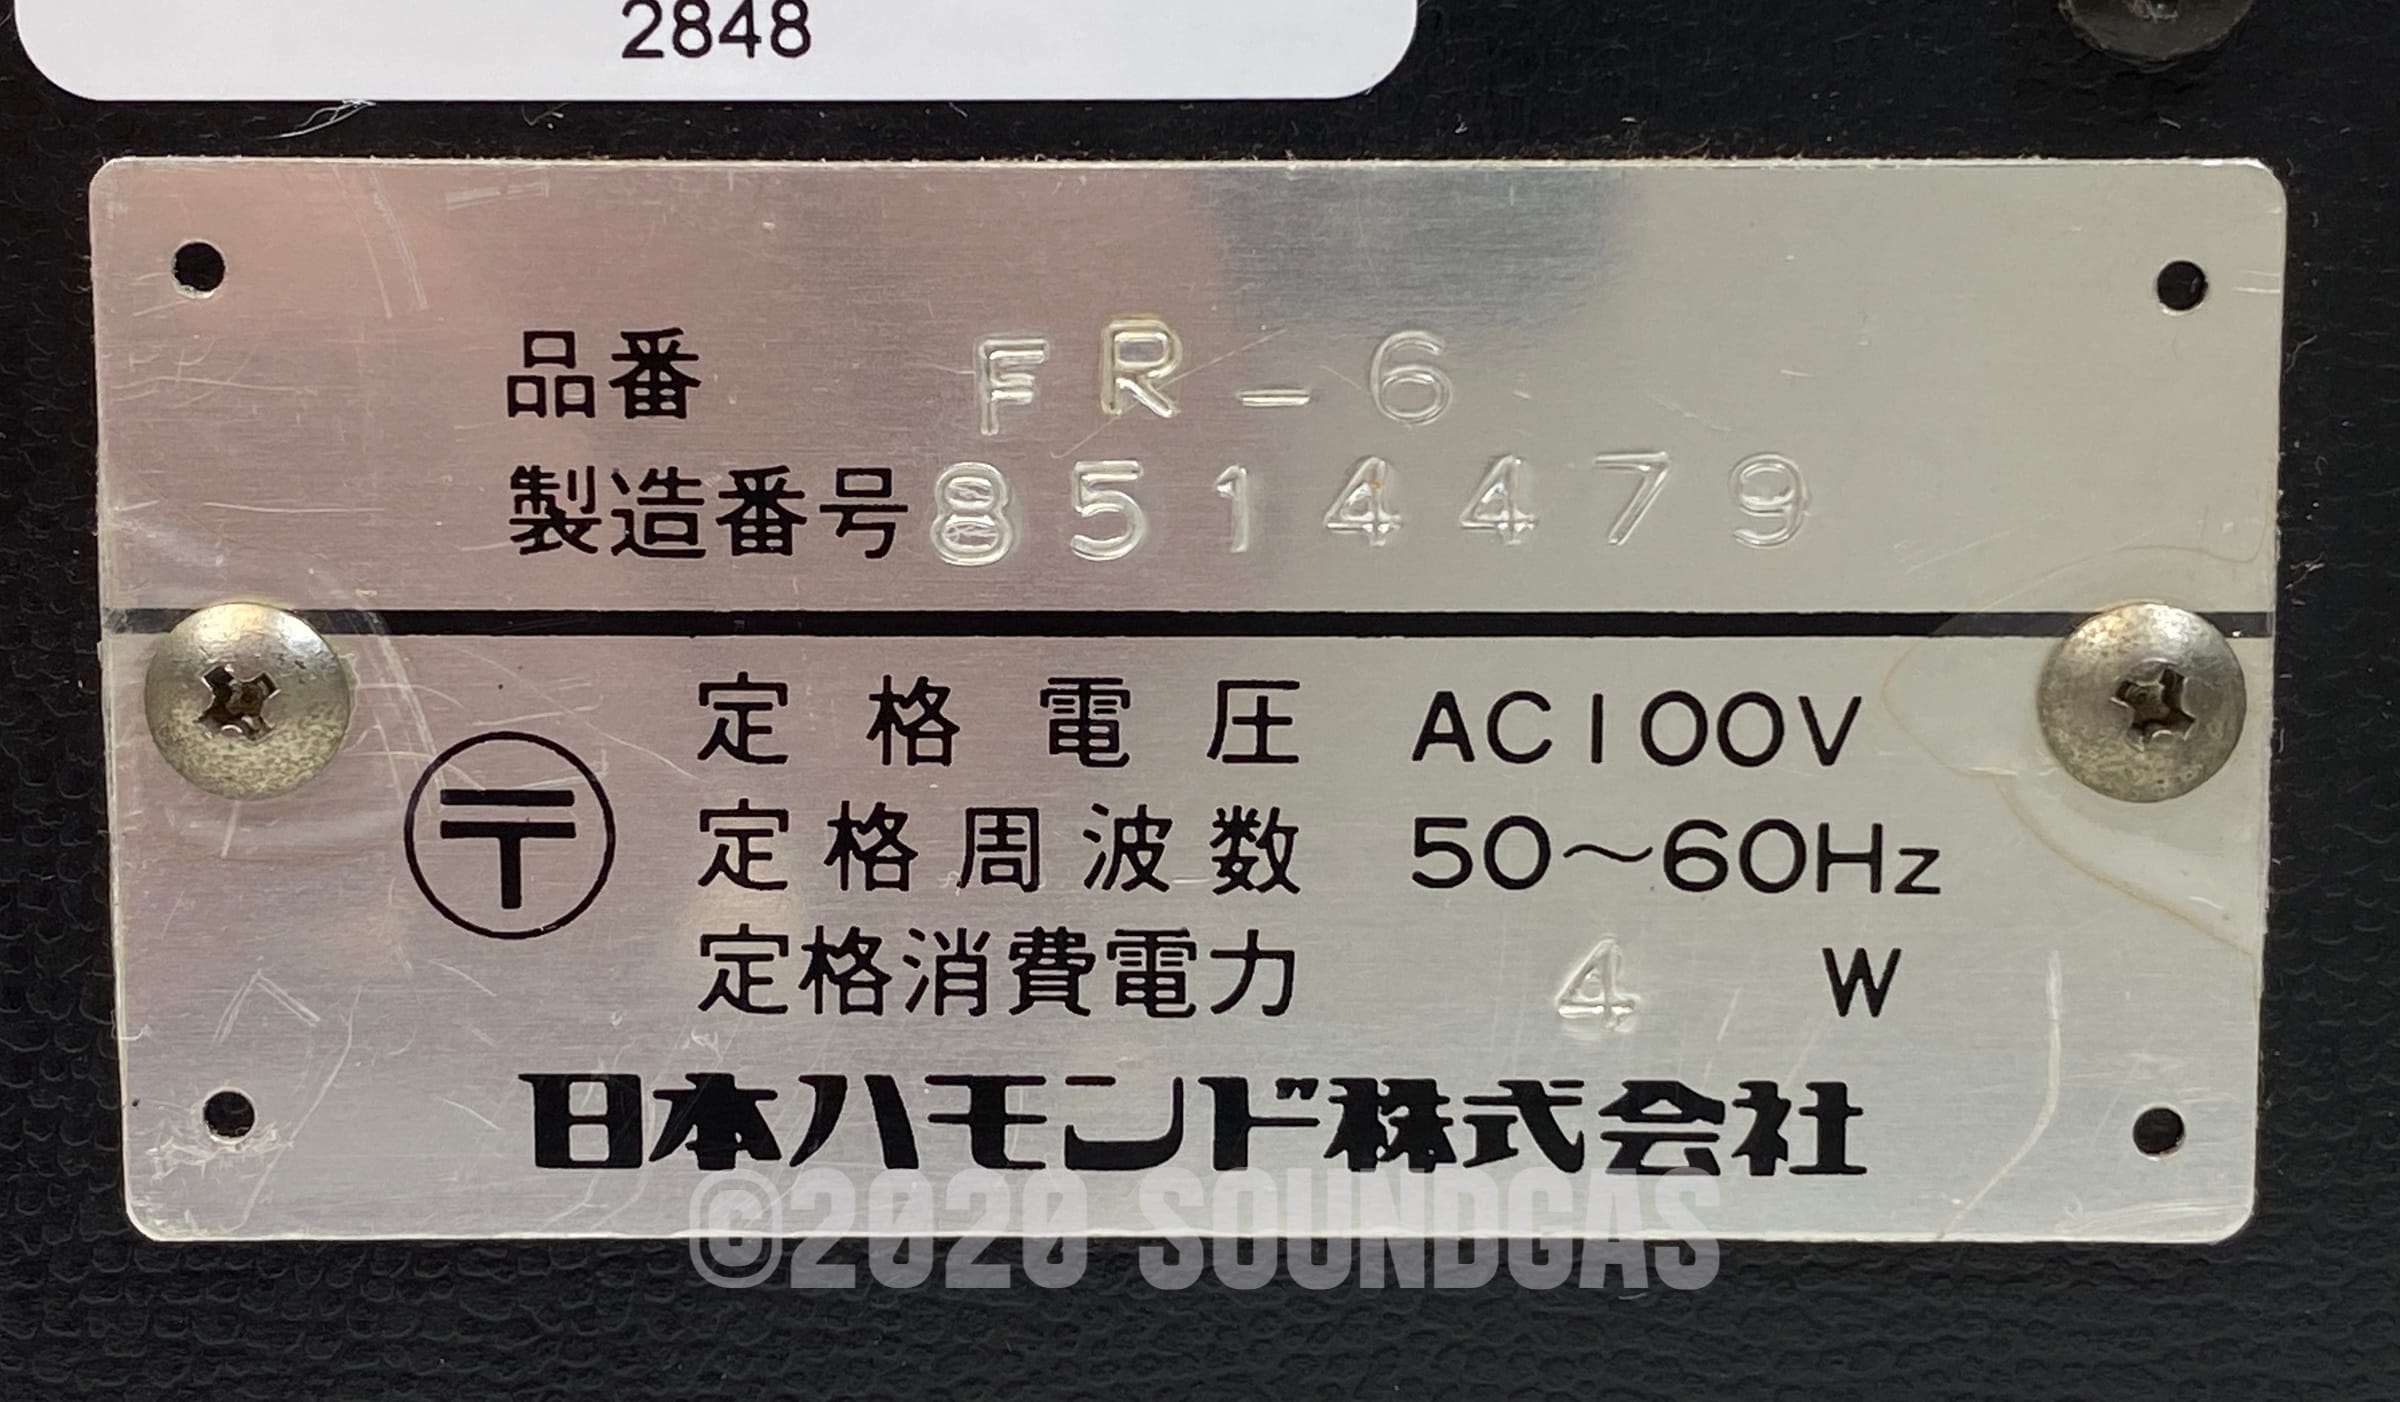 2848
品番 FR-6
製造番号 8514479
定格電圧 AC100V
〒 定格周波数 50～60Hz
定格消費電力 4 W
日本ハモンド株式会社
©2020 SOUNDGAS